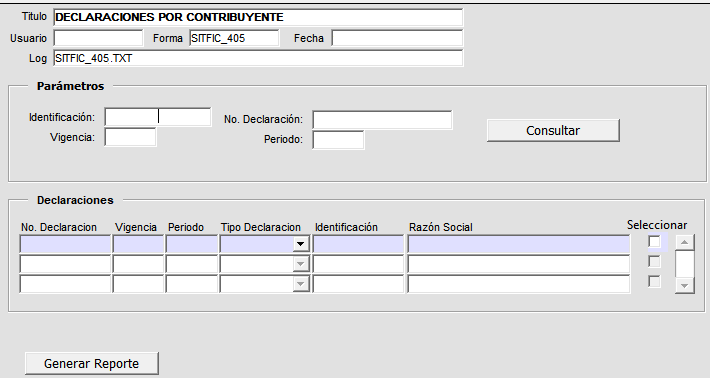 Titulo DECLARACIONES POR CONTRIBUYENTE
Usuario Forma SITFIC_405 Fecha
Log SITFIC_405.TXT
Parámetros
Identificación: No. Declaración: Consultar
Vigencia: Periodo:
Declaraciones
No. Declaracion Vigencia Periodo Tipo Declaracion Identificación Razón Social Seleccionar
Generar Reporte